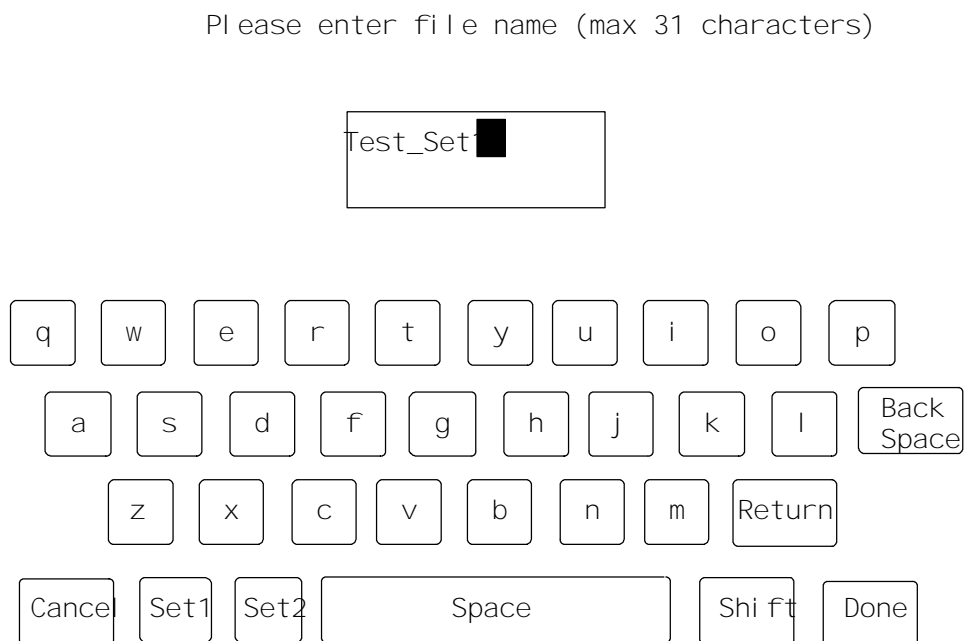 Please enter file name (max 31 characters)
Test_Set1
q w e r t y u i o p
a s d f g h j k l Back Space
z x c v b n m Return
Cancel Set1 Set2 Space Shift Done